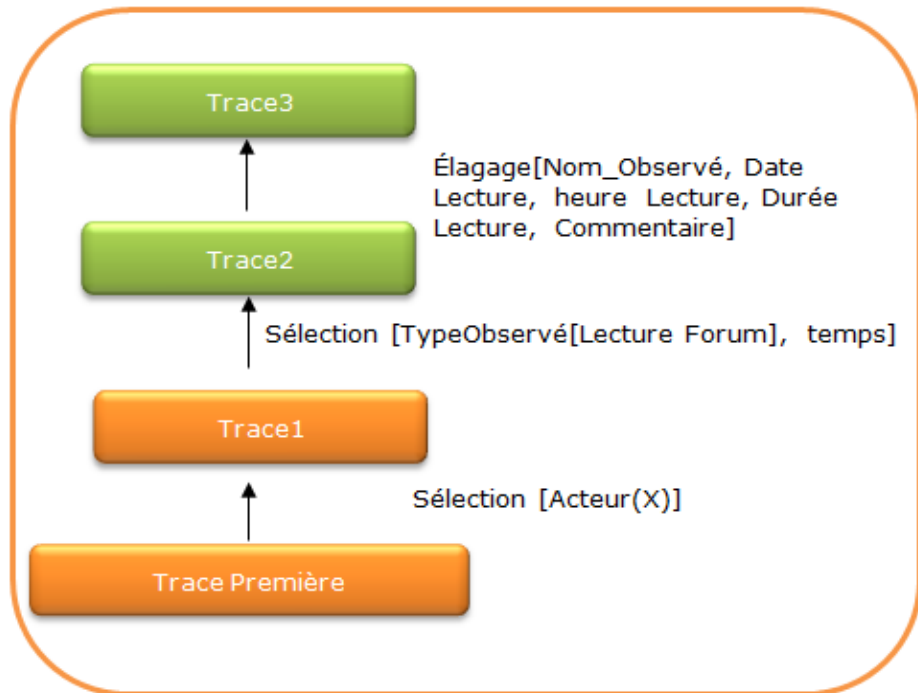 Trace3
Élagage[Nom_Observé, Date
Lecture, heure Lecture, Durée
Lecture, Commentaire]
Trace2
Sélection [TypeObservé[Lecture Forum], temps]
Trace1
Sélection [Acteur(X)]
Trace Première